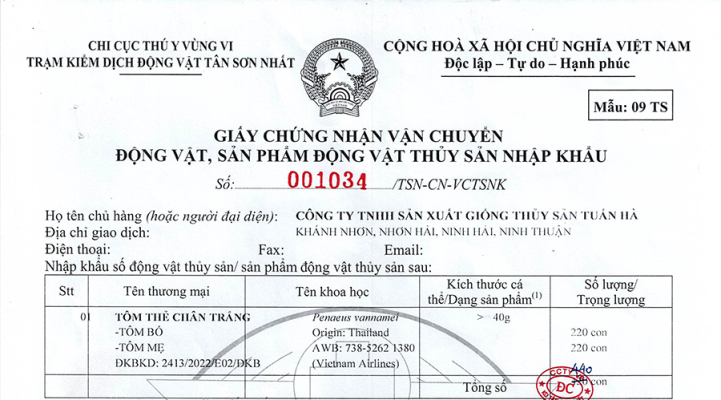 CHI CỤC THÚ Y VÙNG VI
TRẠM KIỂM DỊCH ĐỘNG VẬT TÂN SƠN NHẤT
CỘNG HOÀ XÃ HỘI CHỦ NGHĨA VIỆT NAM
Độc lập – Tự do – Hạnh phúc
Mẫu: 09 TS
GIẤY CHỨNG NHẬN VẬN CHUYỂN
ĐỘNG VẬT, SẢN PHẨM ĐỘNG VẬT THỦY SẢN NHẬP KHẨU
Số: 001034 /TSN-CN-VCTSNK
Họ tên chủ hàng (hoặc người đại diện): CÔNG TY TNHH SẢN XUẤT GIỐNG THỦY SẢN TUẤN HÀ
Địa chỉ giao dịch: KHÁNH NHƠN, NHƠN HẢI, NINH HẢI, NINH THUẬN
Điện thoại: Fax: Email:
Nhập khẩu số động vật thủy sản/ sản phẩm động vật thủy sản sau:
Stt Tên thương mại Tên khoa học Kích thước cá thể/Dạng sản phẩm(1) Số lượng/ Trọng lượng
01 TÔM THẺ CHÂN TRẮNG Penaeus vannamei > 40g
-TÔM BỐ Origin: Thailand 220 con
-TÔM MẸ AWB: 738-5262 1380 220 con
ĐKBKD: 2413/2022/E02/ĐKB (Vietnam Airlines)
Tổng số 440 con
ĐC